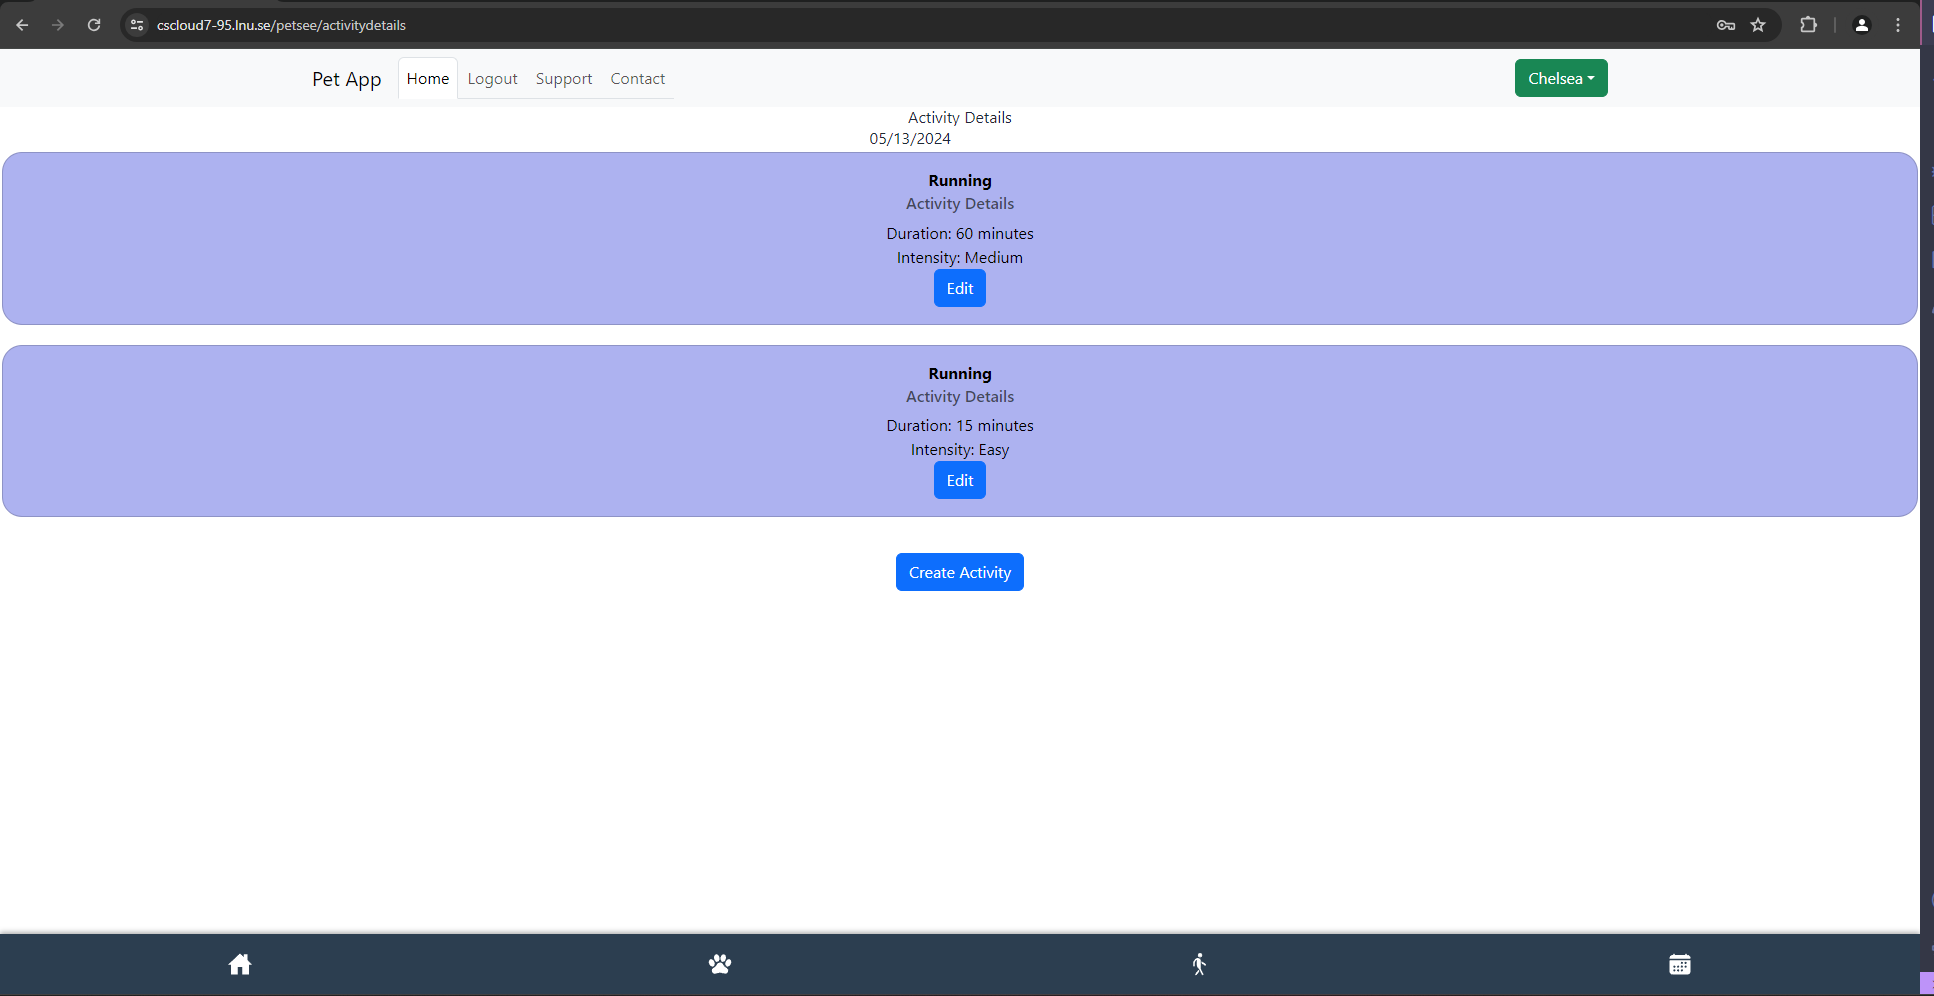 cscloud7-95.lnu.se/petsee/activitydetails
Pet App Home Logout Support Contact Chelsea
Activity Details
05/13/2024
Running
Activity Details
Duration: 60 minutes
Intensity: Medium
Edit
Running
Activity Details
Duration: 15 minutes
Intensity: Easy
Edit
Create Activity